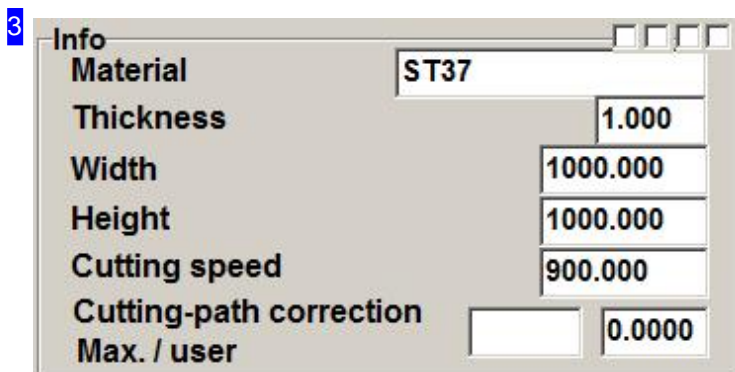 3
Info
Material ST37
Thickness 1.000
Width 1000.000
Height 1000.000
Cutting speed 900.000
Cutting-path correction
Max. / user 0.0000